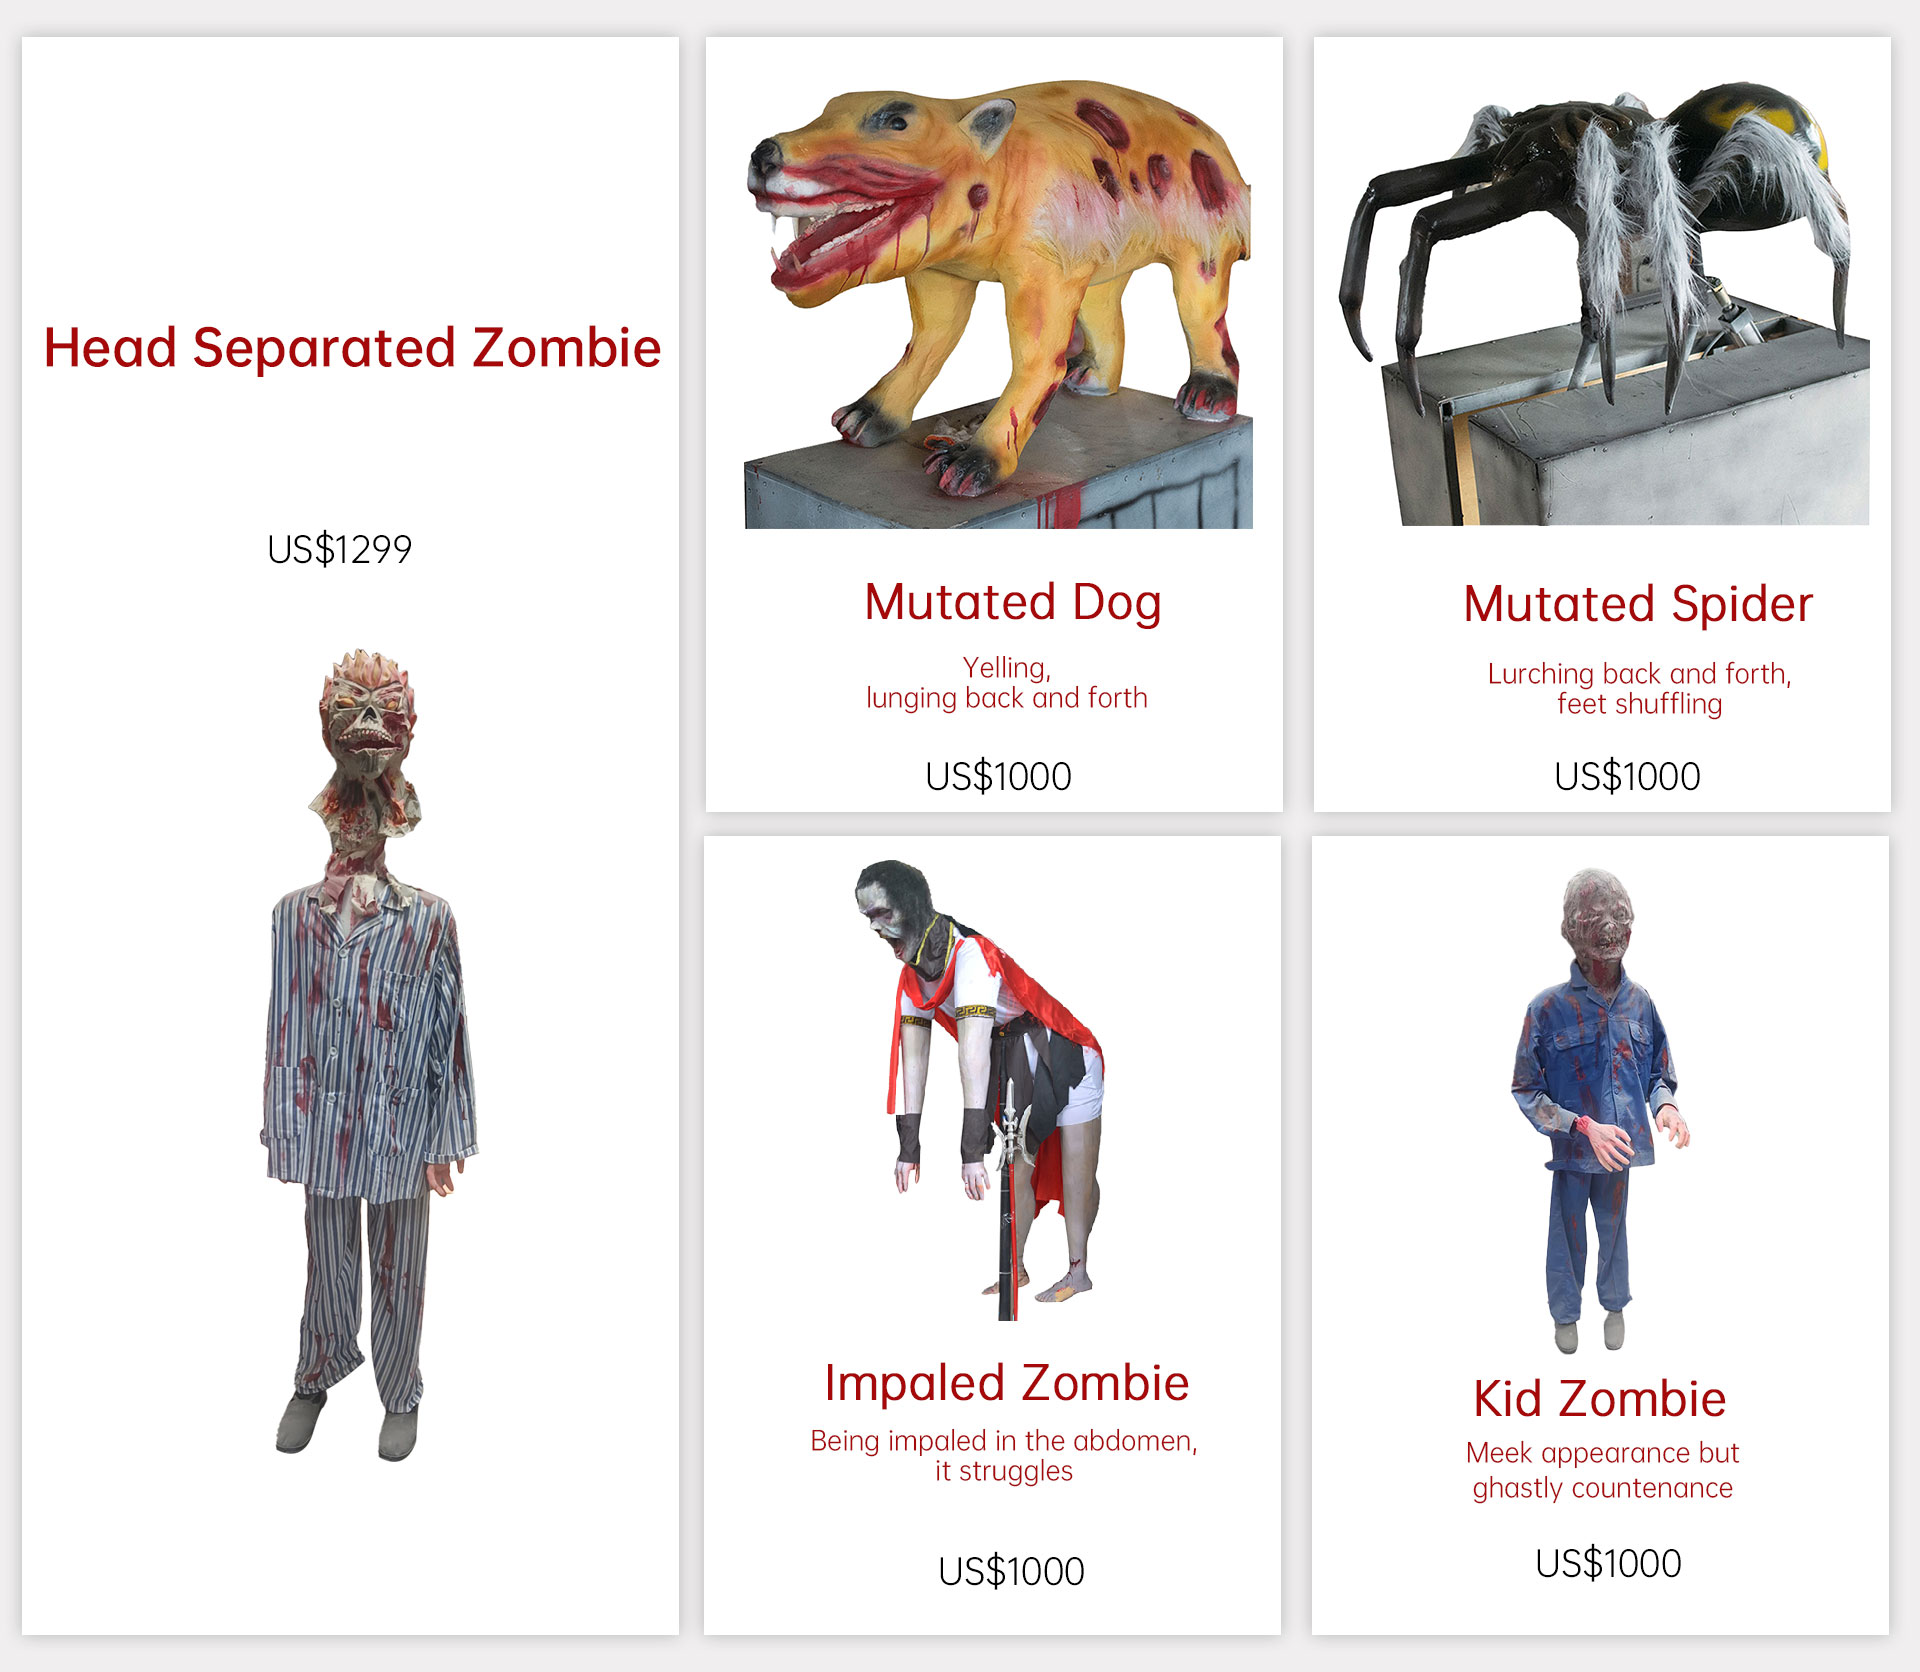 Head Separated Zombie
US$1299
Mutated Dog
Yelling,
lunging back and forth
US$1000
Mutated Spider
Lurching back and forth,
feet shuffling
US$1000
Impaled Zombie
Being impaled in the abdomen,
it struggles
US$1000
Kid Zombie
Meek appearance but
ghastly countenance
US$1000